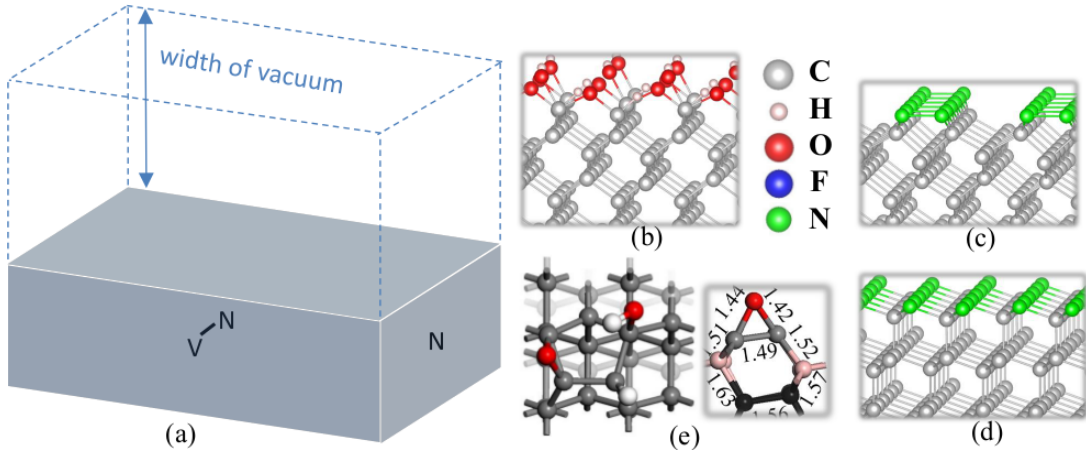 width of vacuum
N
V
N
(a)
(b)
C
H
O
F
N
(c)
(d)
1.44
1.42
.51
1.49
1.52
1.63
1.57
1.56
(e)